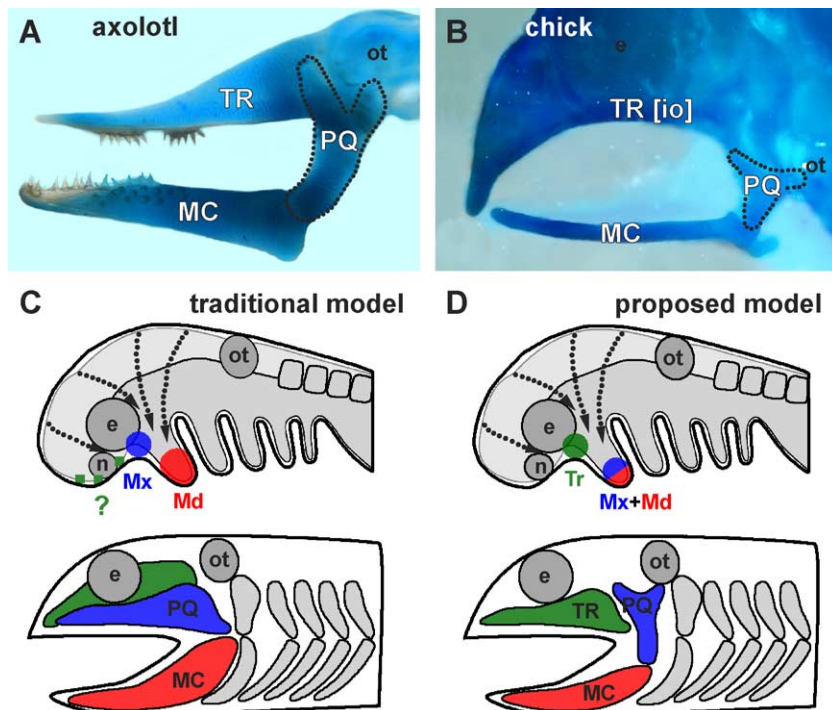 A axolotl
ot
TR
PQ
MC
B chick
e
TR [io]
ot
PQ
MC
C traditional model
ot
e
n
Mx
Md
?
e
ot
PQ
MC
D proposed model
ot
e
n
Tr
Mx+Md
e
ot
TR
PQ
MC